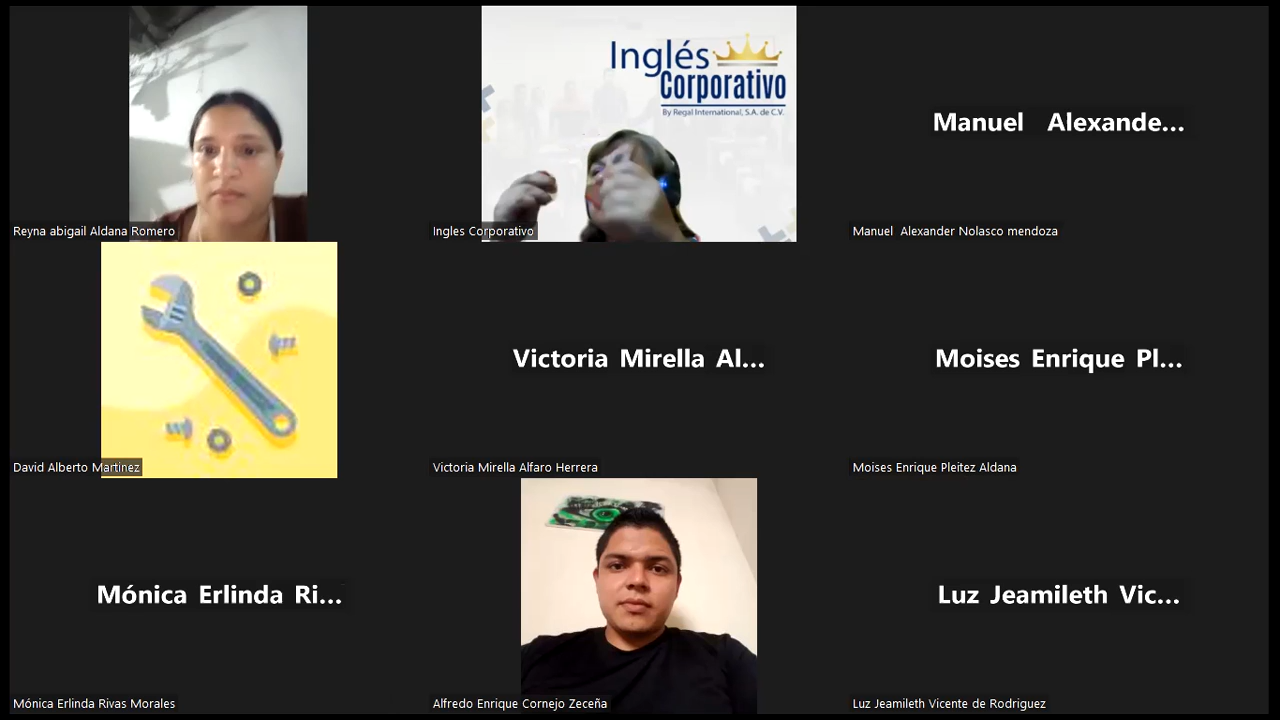 Inglés
Corporativo
By Regal International, S.A. de C.V.
Manuel Alexande...
Reyna abigail Aldana Romero
Ingles Corporativo
Manuel Alexander Nolasco mendoza
Victoria Mirella Al...
Moises Enrique Pl...
David Alberto Martinez
Victoria Mirella Alfaro Herrera
Moises Enrique Pleitez Aldana
Mónica Erlinda Ri...
Luz Jeamileth Vic...
Mónica Erlinda Rivas Morales
Alfredo Enrique Cornejo Zeceña
Luz Jeamileth Vicente de Rodriguez